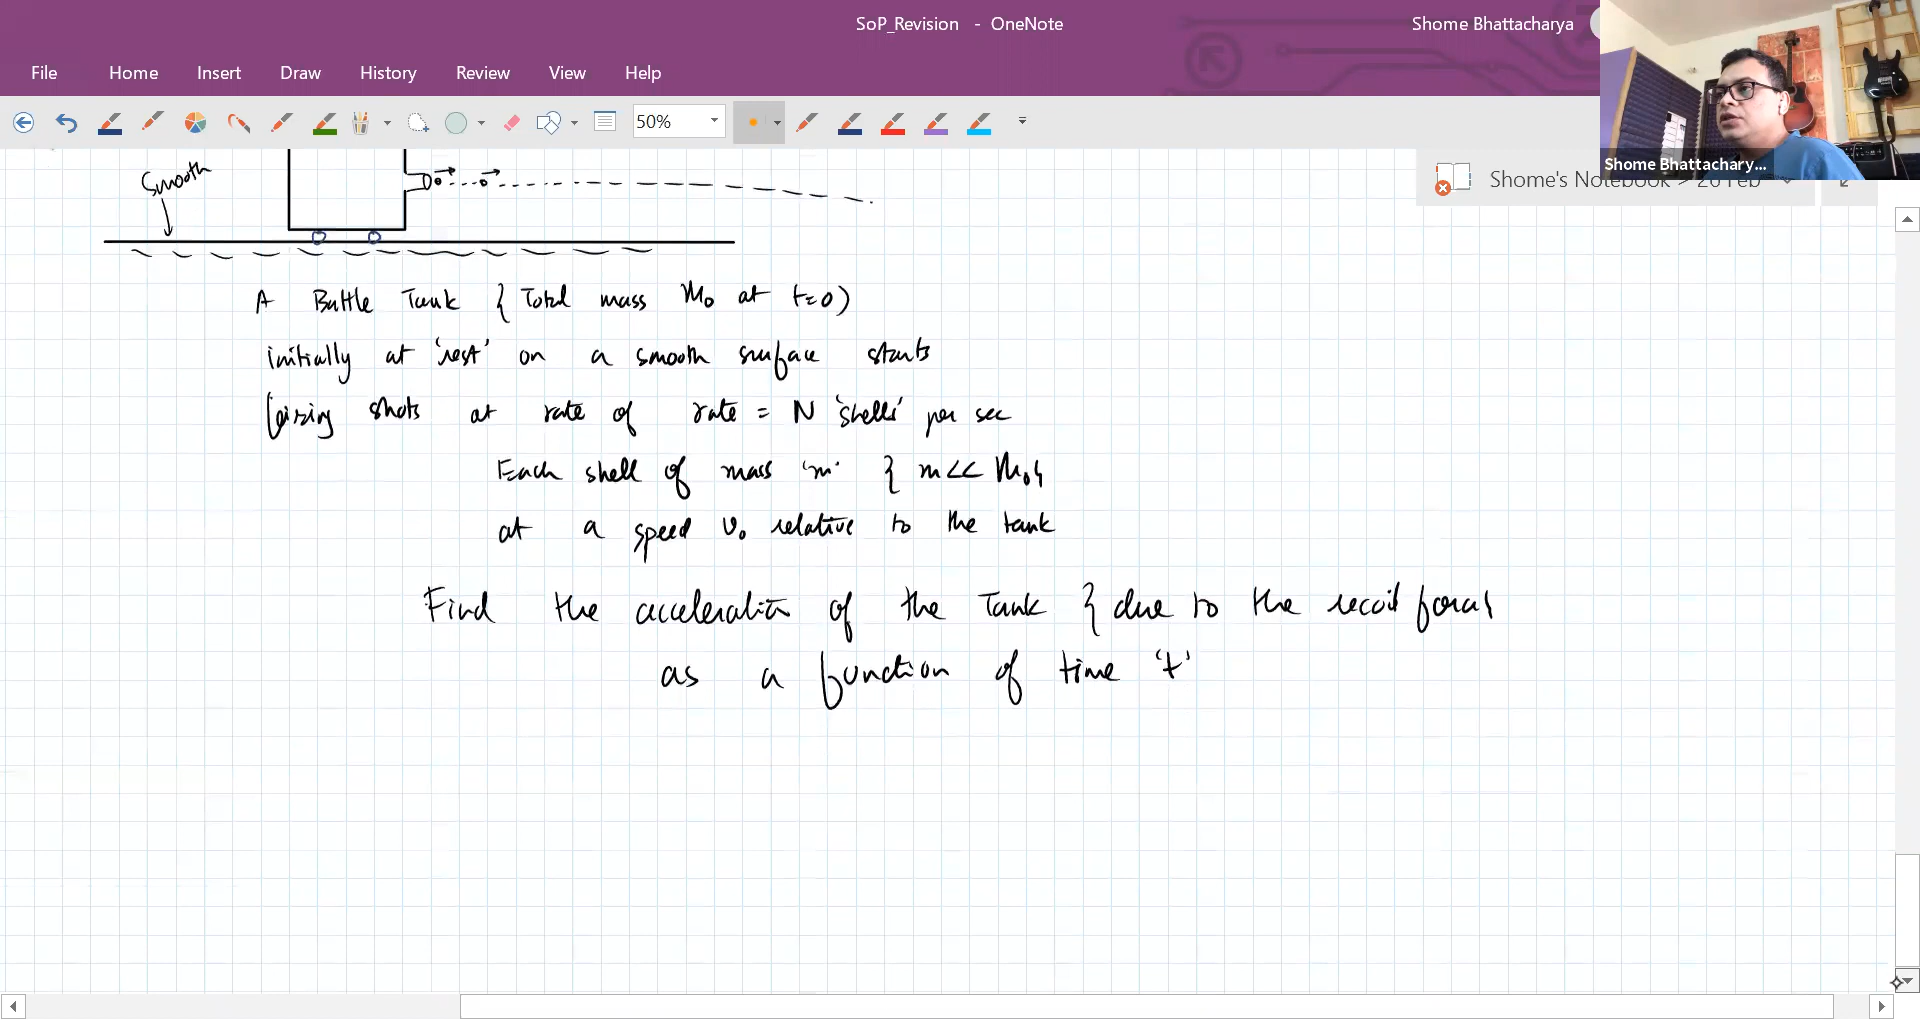 SoP_Revision - OneNote
Shome Bhattacharya
File Home Insert Draw History Review View Help
50%
Shome Bhattachary...
Shome's Notebook > 26 Feb
Smooth
A Battle Tank { Total mass M₀ at t=0 )
initially at 'rest' on a smooth surface starts
firing shots at rate of rate = N 'shells' per sec
Each shell of mass 'm' { m << M₀ }
at a speed v₀ relative to the tank
Find the acceleration of the Tank { due to the recoil force }
as a function of time 't'